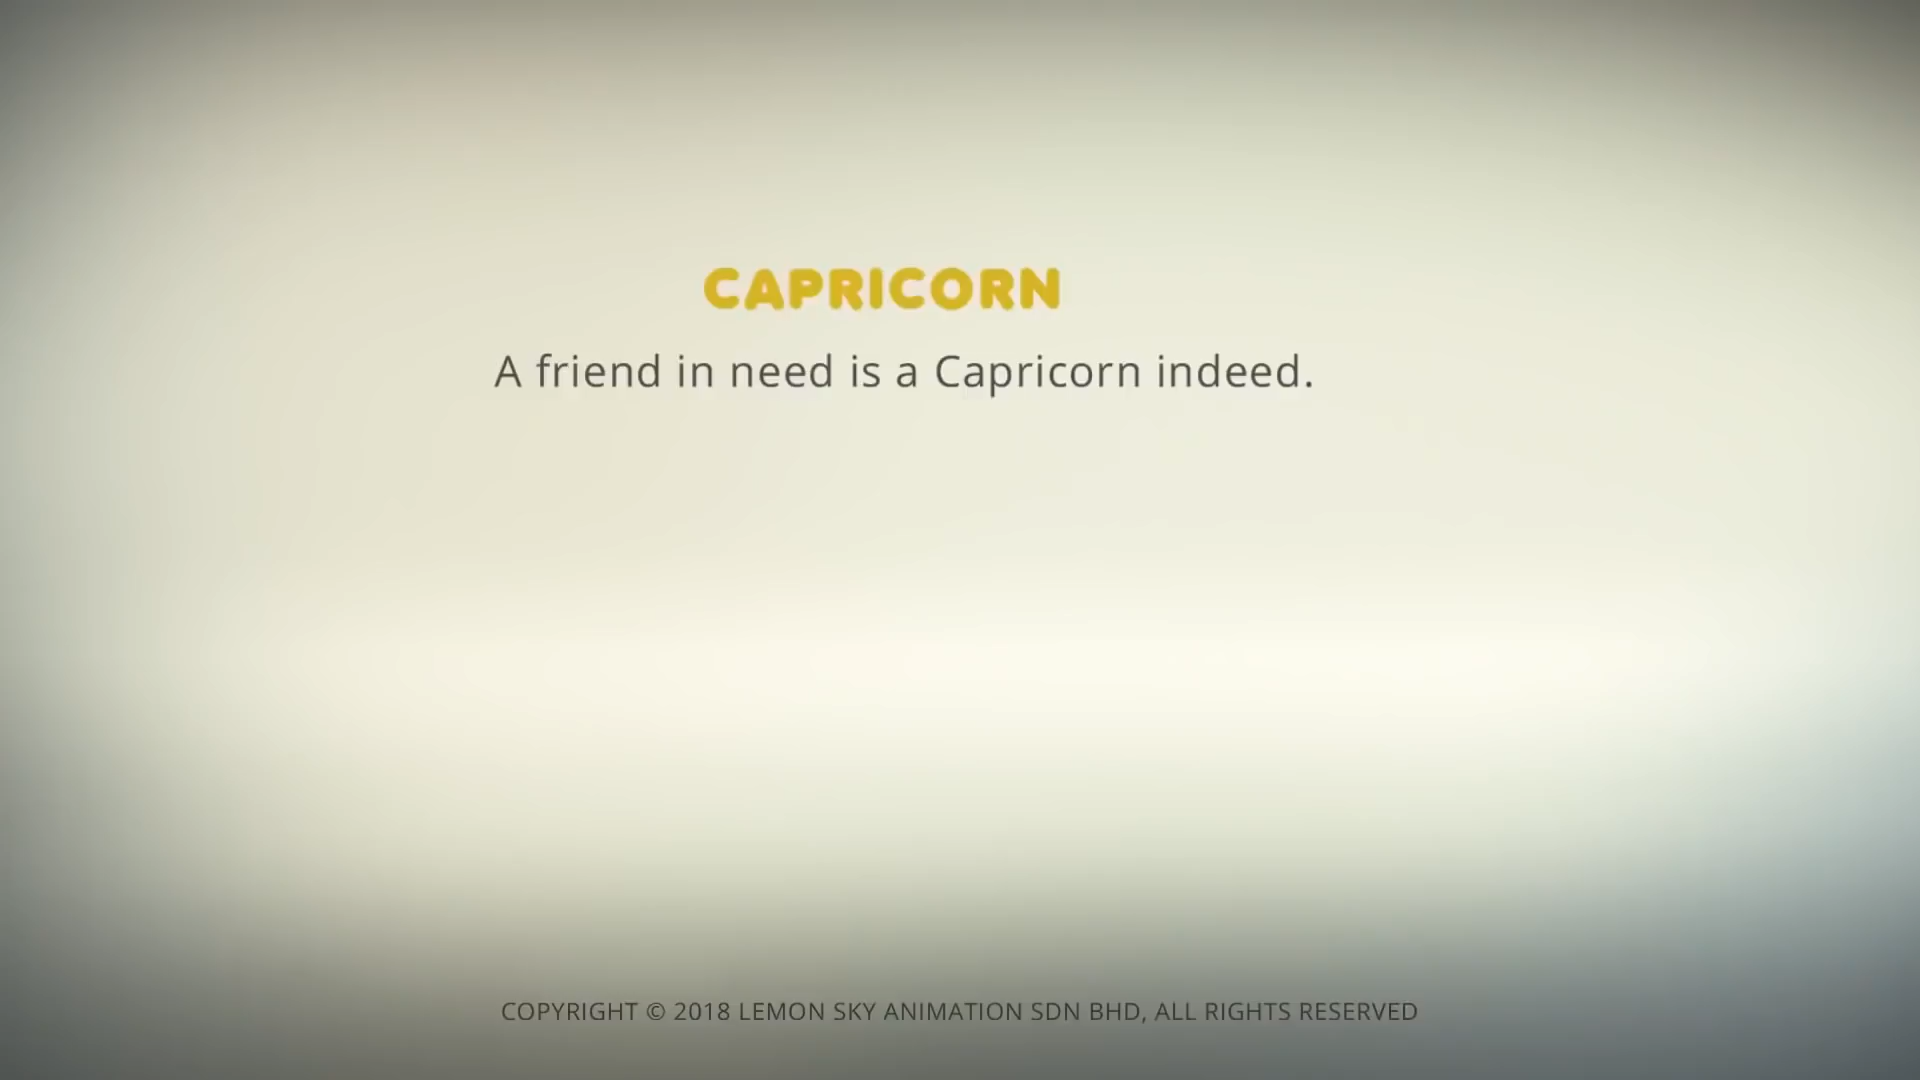 CAPRICORN
A friend in need is a Capricorn indeed.
COPYRIGHT © 2018 LEMON SKY ANIMATION SDN BHD, ALL RIGHTS RESERVED